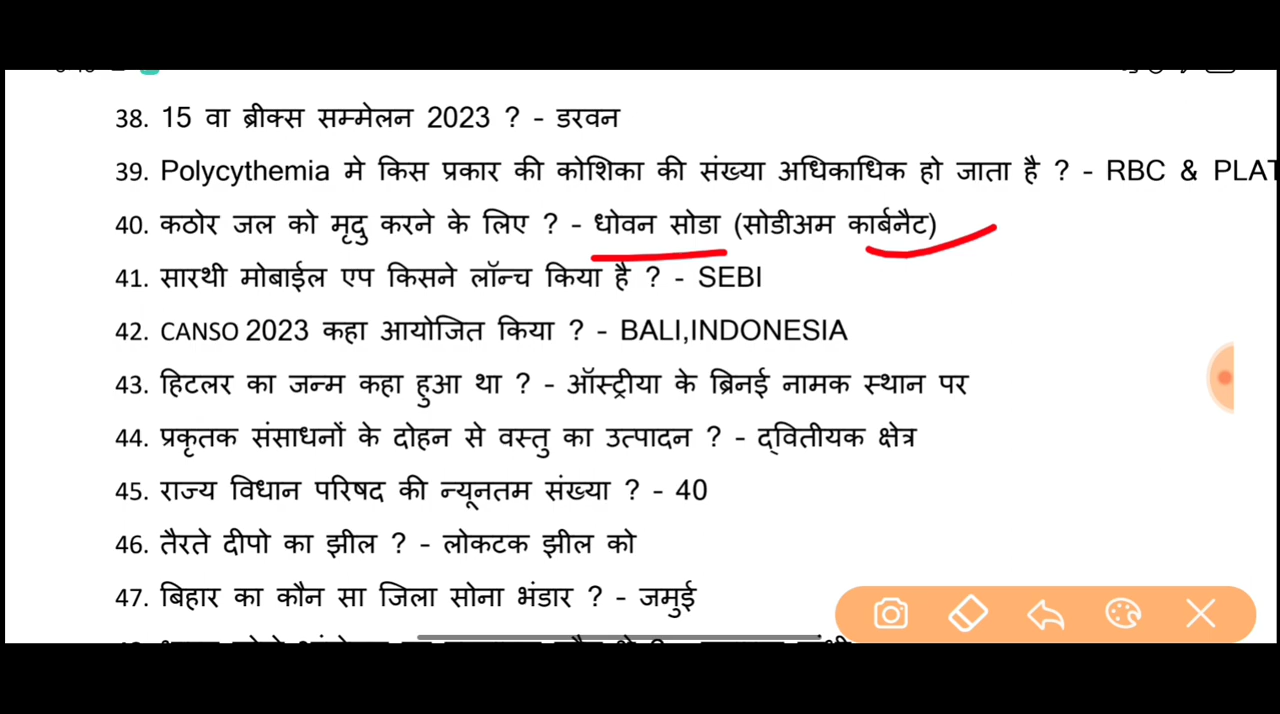 38. 15 वा ब्रीक्स सम्मेलन 2023 ? - डरवन
39. Polycythemia मे किस प्रकार की कोशिका की संख्या अधिकाधिक हो जाता है ? - RBC & PLAT
40. कठोर जल को मृदु करने के लिए ? - धोवन सोडा (सोडीअम कार्बनैट)
41. सारथी मोबाईल एप किसने लॉन्च किया है ? - SEBI
42. CANSO 2023 कहा आयोजित किया ? - BALI,INDONESIA
43. हिटलर का जन्म कहा हुआ था ? - ऑस्ट्रीया के ब्रिनई नामक स्थान पर
44. प्रकृतक संसाधनों के दोहन से वस्तु का उत्पादन ? - द्वितीयक क्षेत्र
45. राज्य विधान परिषद की न्यूनतम संख्या ? - 40
46. तैरते दीपो का झील ? - लोकटक झील को
47. बिहार का कौन सा जिला सोना भंडार ? - जमुई